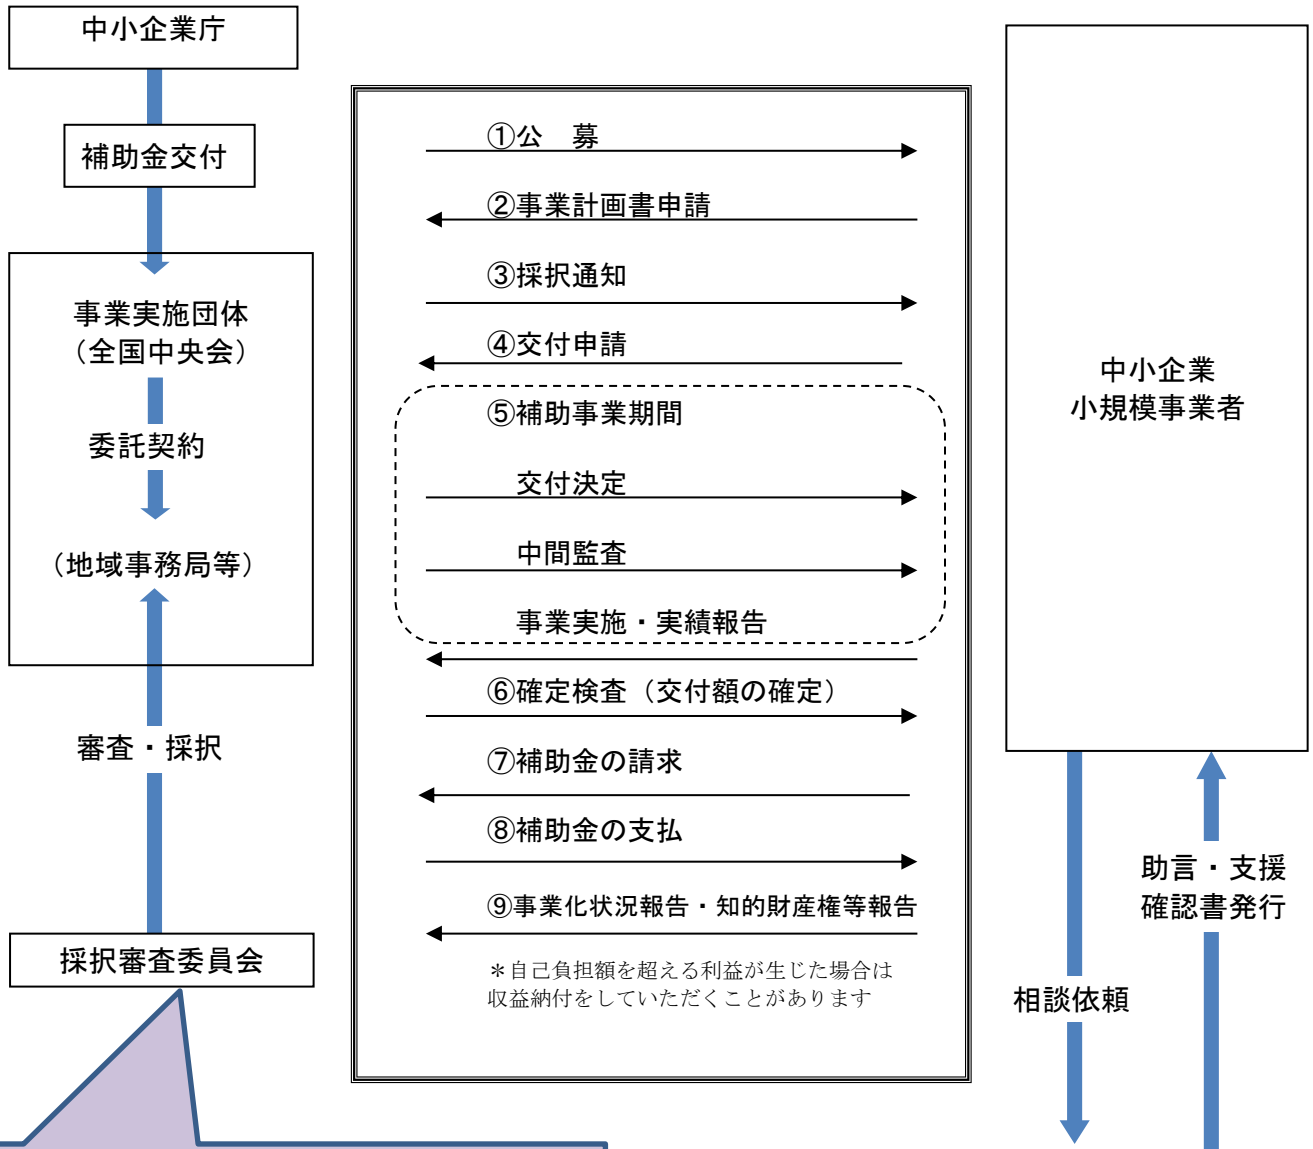 中小企業庁
補助金交付
事業実施団体
（全国中央会）
委託契約
（地域事務局等）
審査・採択
採択審査委員会
①公　募
②事業計画書申請
③採択通知
④交付申請
⑤補助事業期間
交付決定
中間監査
事業実施・実績報告
⑥確定検査（交付額の確定）
⑦補助金の請求
⑧補助金の支払
⑨事業化状況報告・知的財産権等報告
＊自己負担額を超える利益が生じた場合は
収益納付をしていただくことがあります
中小企業
小規模事業者
相談依頼
助言・支援
確認書発行